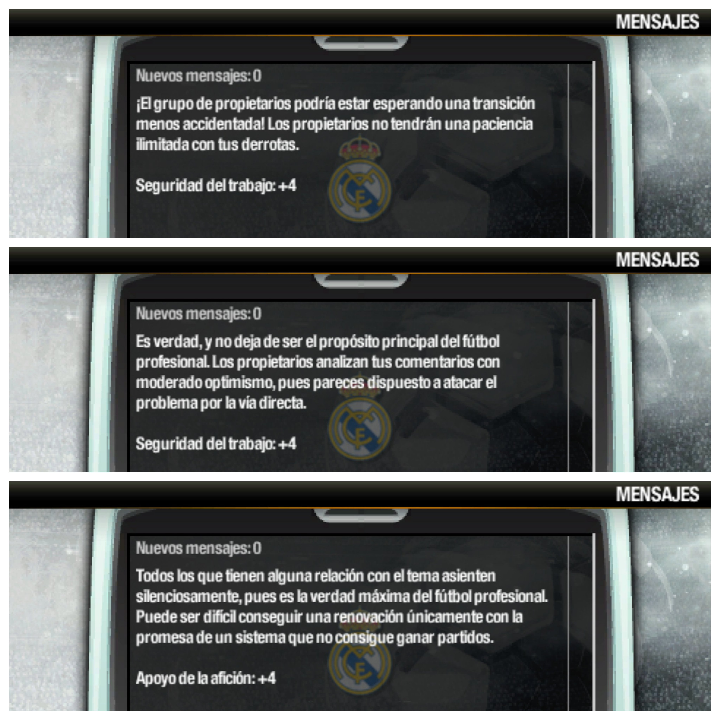 MENSAJES
Nuevos mensajes: 0
¡El grupo de propietarios podría estar esperando una transición
menos accidentada! Los propietarios no tendrán una paciencia
ilimitada con tus derrotas.
Seguridad del trabajo: +4
MENSAJES
Nuevos mensajes: 0
Es verdad, y no deja de ser el propósito principal del fútbol
profesional. Los propietarios analizan tus comentarios con
moderado optimismo, pues pareces dispuesto a atacar el
problema por la vía directa.
Seguridad del trabajo: +4
MENSAJES
Nuevos mensajes: 0
Todos los que tienen alguna relación con el tema asienten
silenciosamente, pues es la verdad máxima del fútbol profesional.
Puede ser difícil conseguir una renovación únicamente con la
promesa de un sistema que no consigue ganar partidos.
Apoyo de la afición: +4